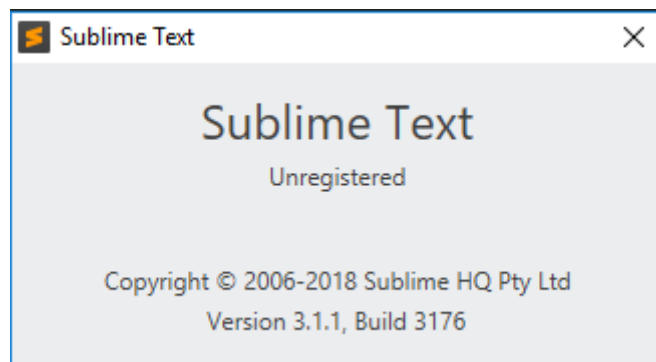 Sublime Text
Sublime Text
Unregistered
Copyright © 2006-2018 Sublime HQ Pty Ltd
Version 3.1.1, Build 3176